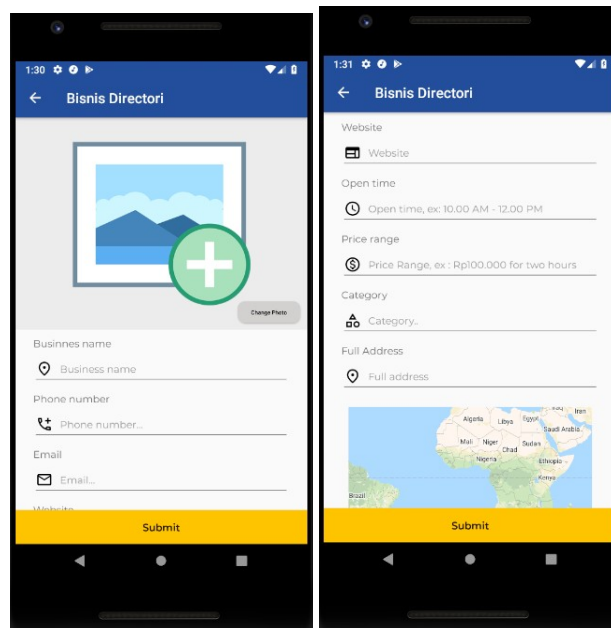 1:30
Bisnis Directori
Change Photo
Businnes name
Business name
Phone number
Phone number...
Email
Email...
Website
Submit
1:31
Bisnis Directori
Website
Website
Open time
Open time, ex: 10.00 AM - 12.00 PM
Price range
Price Range, ex : Rp100.000 for two hours
Category
Category..
Full Address
Full address
Iraq Iran
Algeria Libya Egypt
Saudi Arabia
Mali Niger Sudan
Chad
Nigeria Ethiopia
Kenya
Brazil
Submit